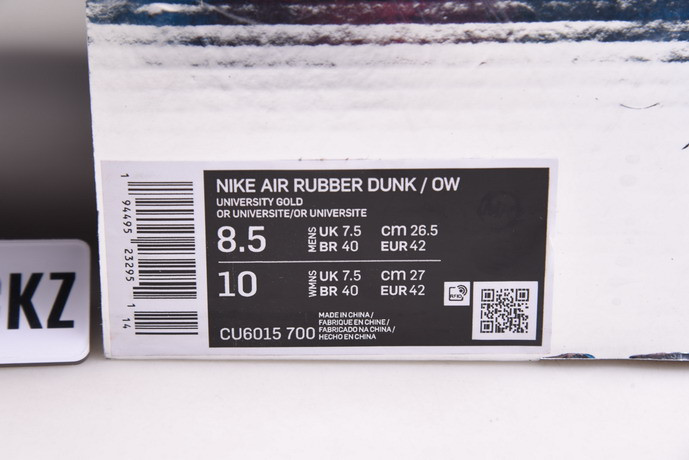 KZ
1 94495 23295 1 14
NIKE AIR RUBBER DUNK / OW
UNIVERSITY GOLD
OR UNIVERSITE/OR UNIVERSITE
8.5 MENS UK 7.5 cm 26.5
BR 40 EUR 42
10 WMNS UK 7.5 cm 27
BR 40 EUR 42
RFID
CU6015 700
MADE IN CHINA/
FABRIQUE EN CHINE/
FABRICADO NA CHINA/
HECHO EN CHINA